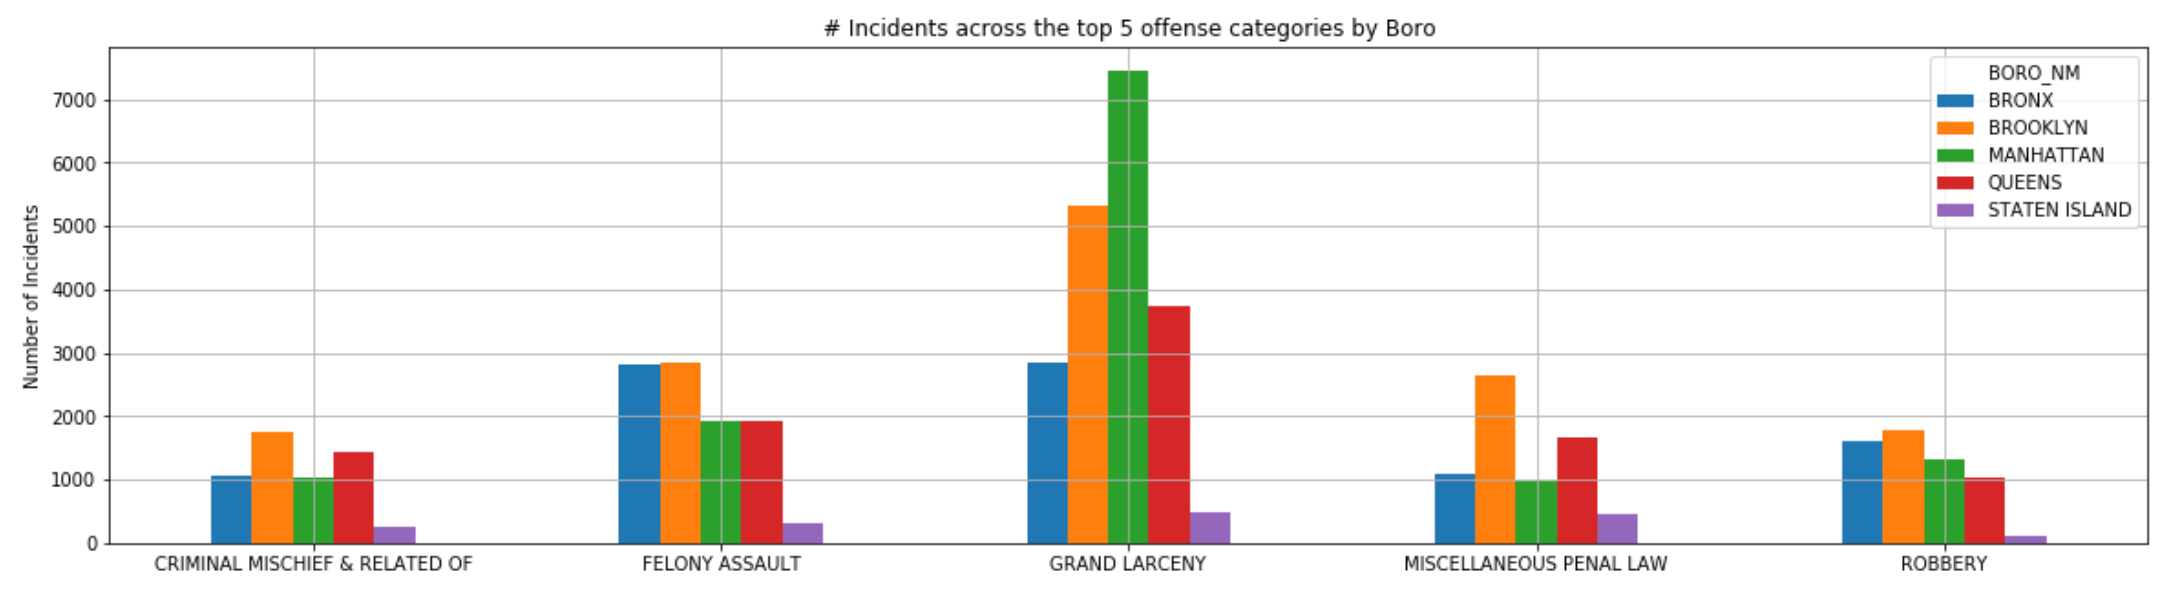 # Incidents across the top 5 offense categories by Boro
Number of Incidents
7000
6000
5000
4000
3000
2000
1000
0
BORO_NM
BRONX
BROOKLYN
MANHATTAN
QUEENS
STATEN ISLAND
CRIMINAL MISCHIEF & RELATED OF
FELONY ASSAULT
GRAND LARCENY
MISCELLANEOUS PENAL LAW
ROBBERY